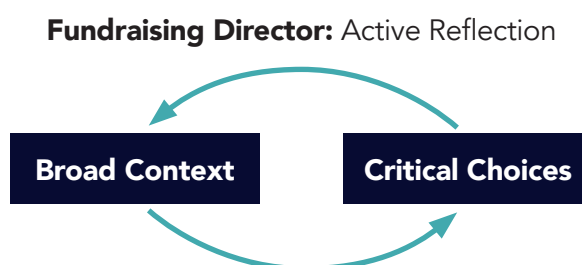 Fundraising Director: Active Reflection
Broad Context
Critical Choices